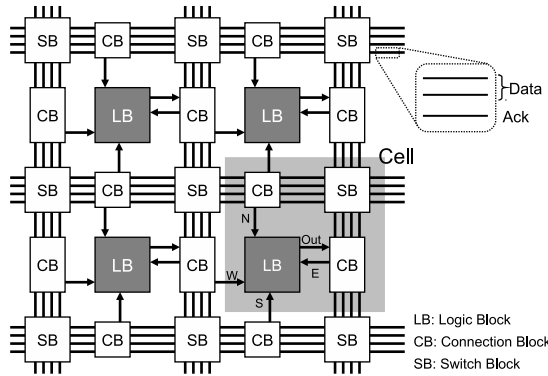 SB CB SB CB SB
Data
Ack
CB LB CB LB CB
Cell
SB CB SB CB SB
N
Out
CB LB CB W LB E CB
S
LB: Logic Block
SB CB SB CB SB
CB: Connection Block
SB: Switch Block